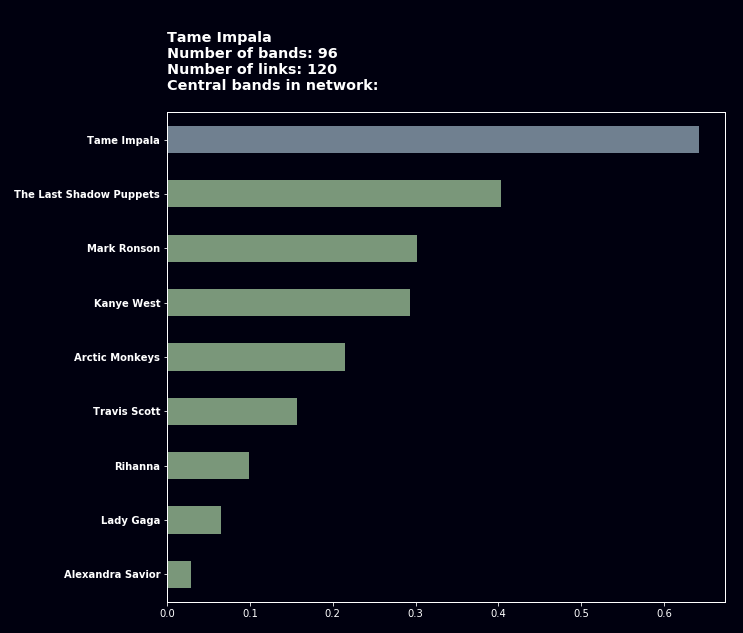 Tame Impala
Number of bands: 96
Number of links: 120
Central bands in network:
Tame Impala
The Last Shadow Puppets
Mark Ronson
Kanye West
Arctic Monkeys
Travis Scott
Rihanna
Lady Gaga
Alexandra Savior
0.0 0.1 0.2 0.3 0.4 0.5 0.6